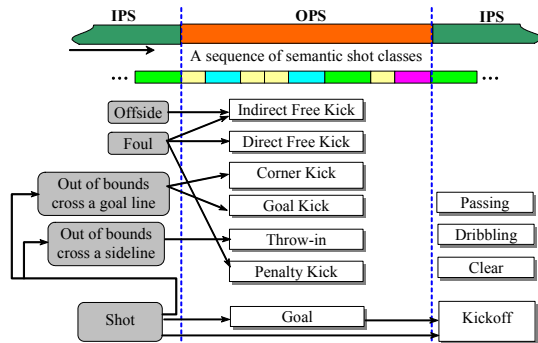 IPS
OPS
IPS
A sequence of semantic shot classes
...
...
Offside
Indirect Free Kick
Foul
Direct Free Kick
Corner Kick
Out of bounds
cross a goal line
Goal Kick
Passing
Out of bounds
cross a sideline
Throw-in
Dribbling
Penalty Kick
Clear
Shot
Goal
Kickoff